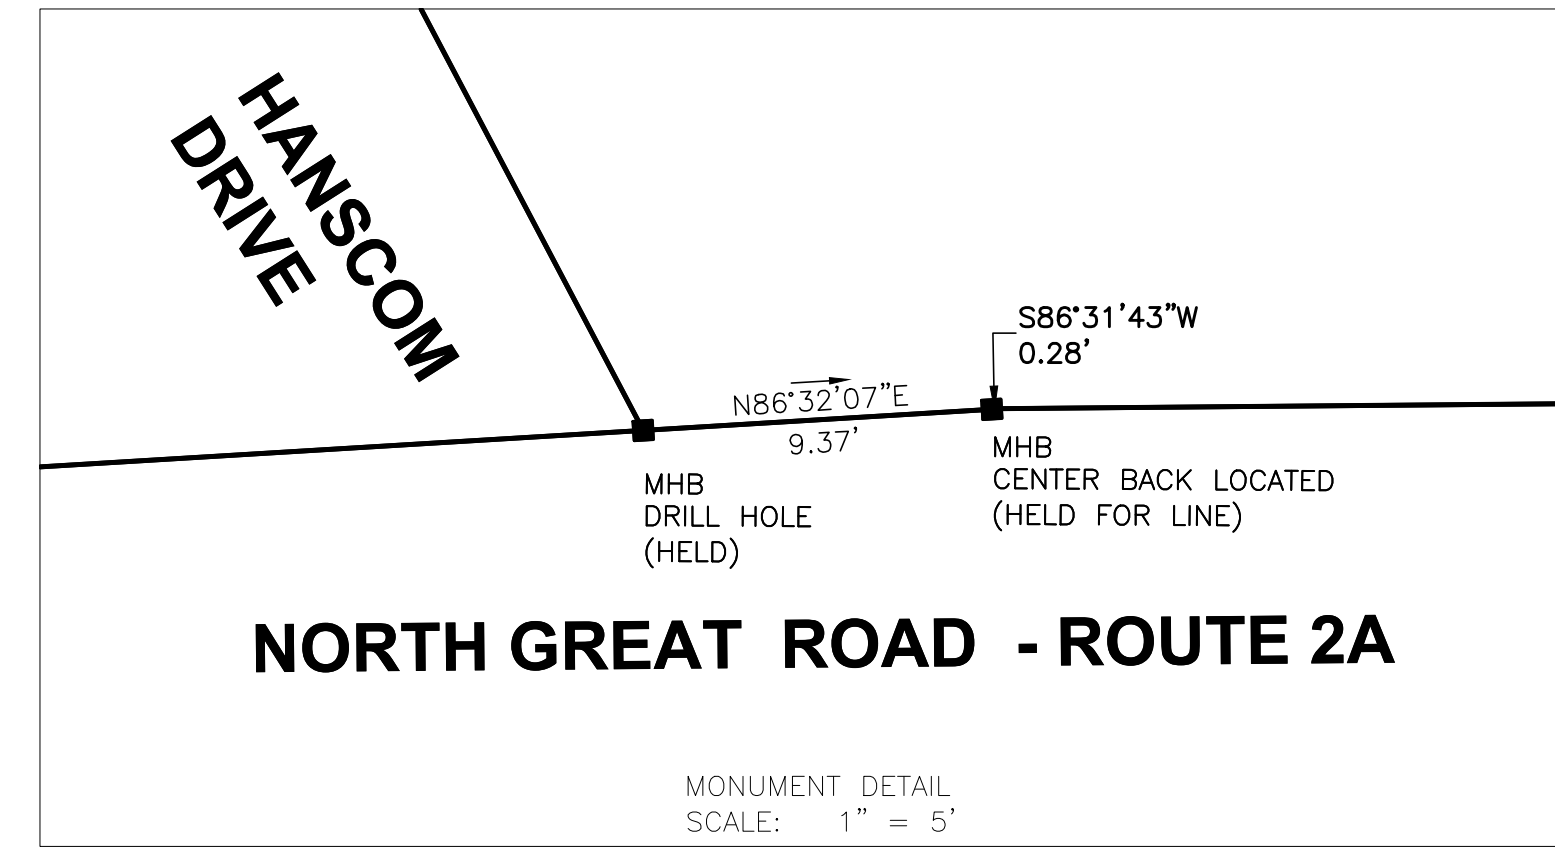 HANSCOM
DRIVE
S86°31’43”W
0.28’
N86°32’07”E
9.37’
MHB
CENTER BACK LOCATED
(HELD FOR LINE)
MHB
DRILL HOLE
(HELD)
NORTH GREAT ROAD - ROUTE 2A
MONUMENT DETAIL
SCALE: 1” = 5’